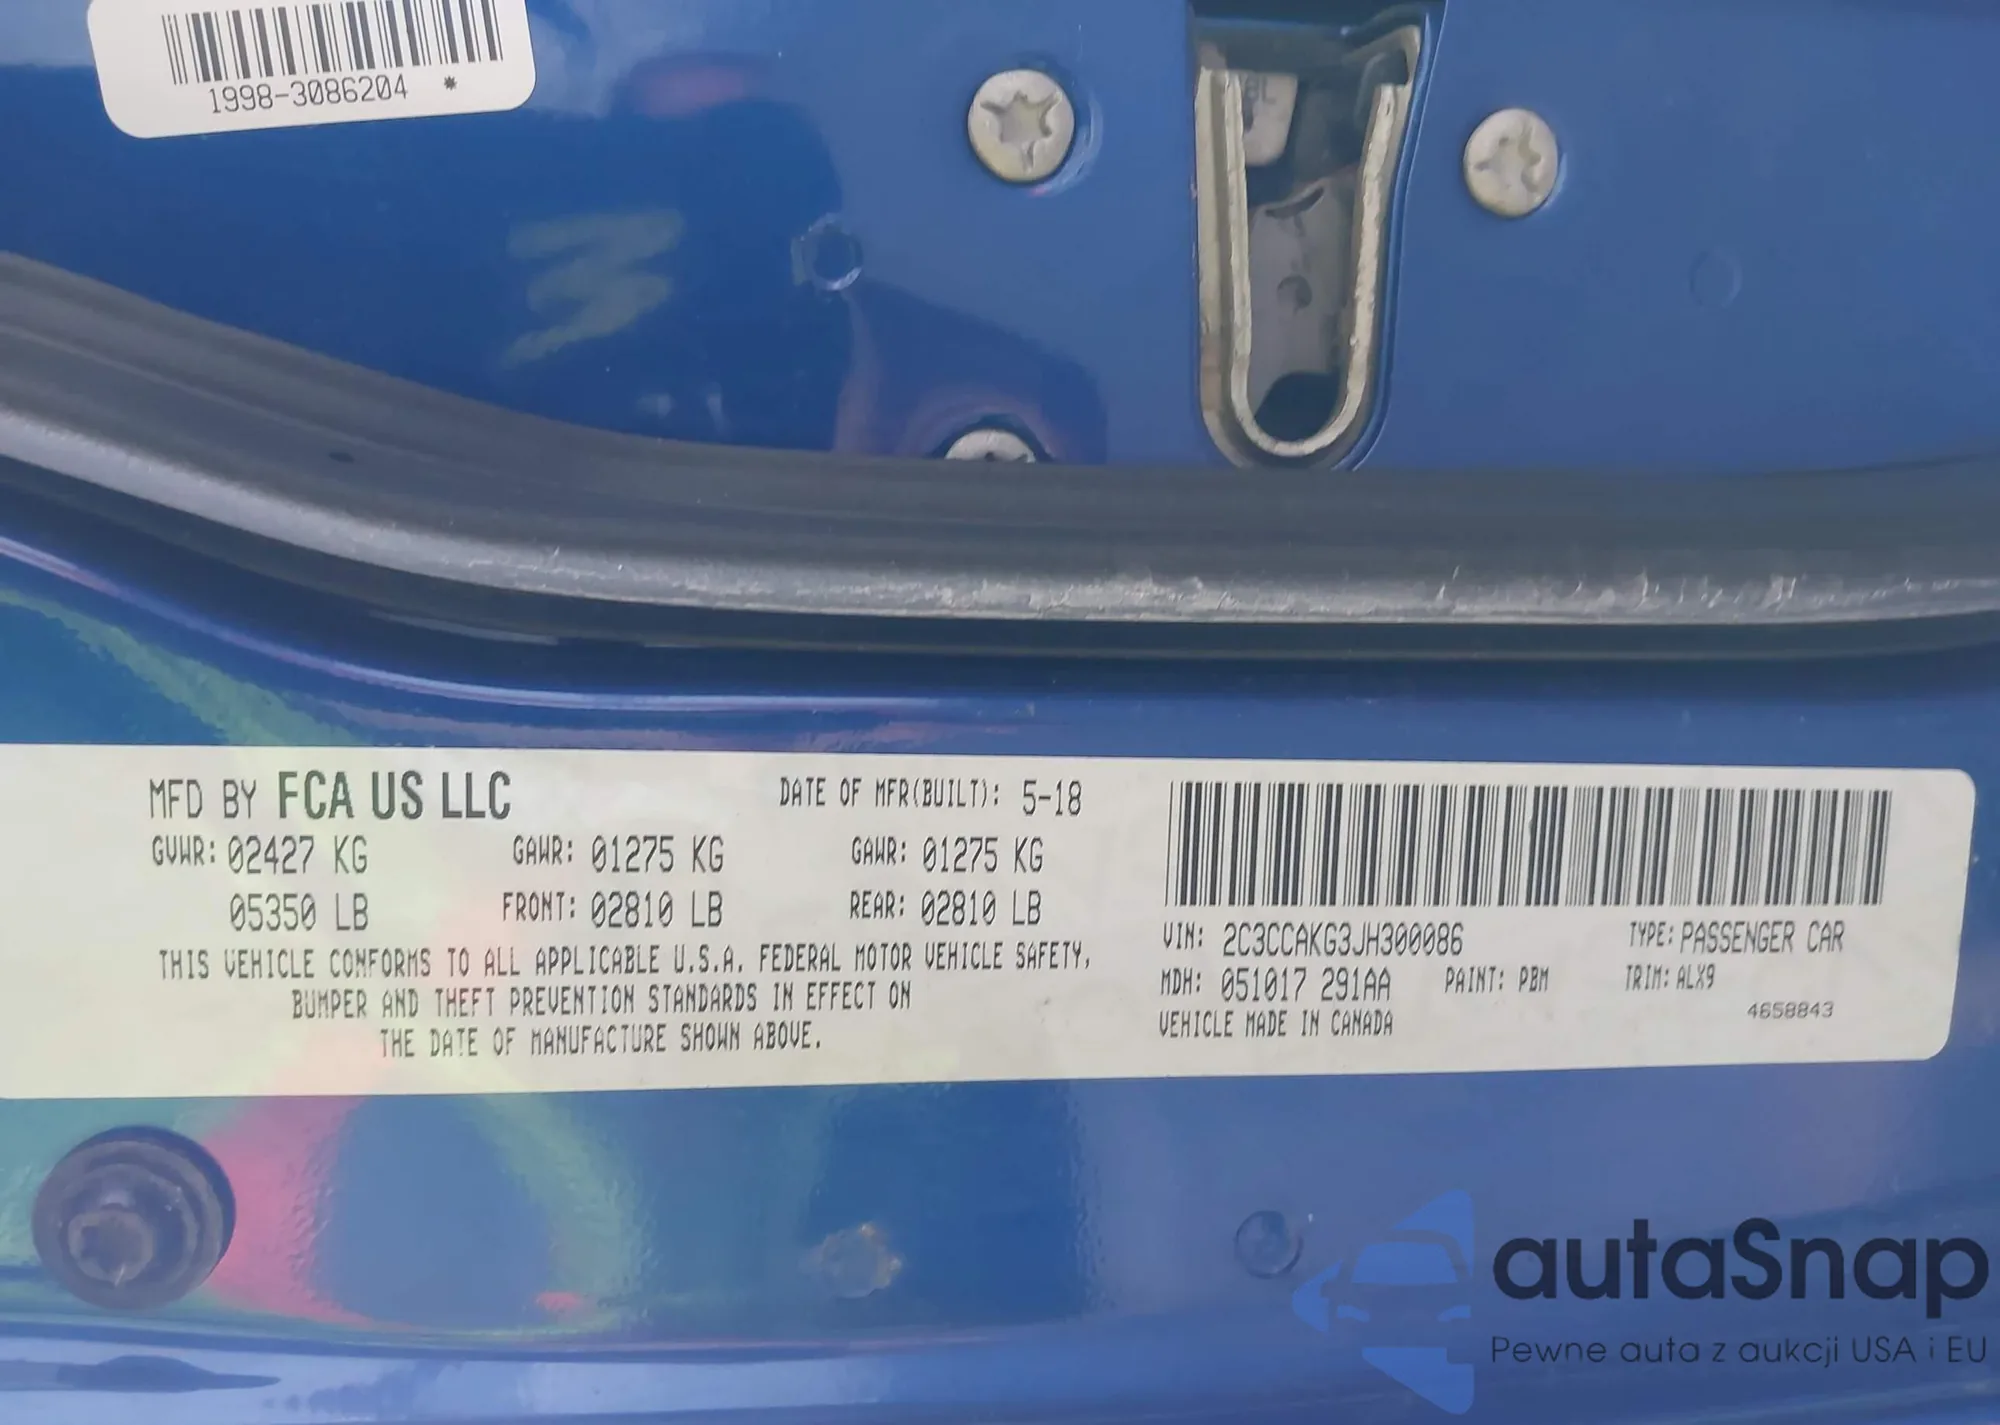 1998-3086204 *
MFD BY FCA US LLC DATE OF MFR(BUILT): 5-18
GVWR: 02427 KG GAWR: 01275 KG GAWR: 01275 KG
05350 LB FRONT: 02810 LB REAR: 02810 LB
THIS VEHICLE CONFORMS TO ALL APPLICABLE U.S.A. FEDERAL MOTOR VEHICLE SAFETY,
BUMPER AND THEFT PREVENTION STANDARDS IN EFFECT ON
THE DATE OF MANUFACTURE SHOWN ABOVE.
VIN: 2C3CCAKG3JH300086 TYPE: PASSENGER CAR
MDH: 051017 291AA PAINT: PBM TRIM: ALX9
VEHICLE MADE IN CANADA 4658843
autaSnap
Pewne auta z aukcji USA i EU